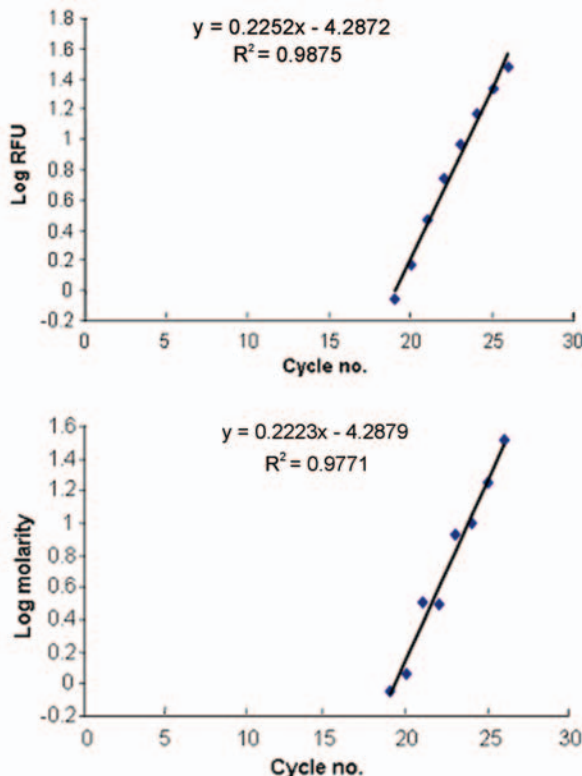 1.8
1.6
1.4
1.2
1
0.8
0.6
0.4
0.2
0
-0.2
Log RFU
y = 0.2252x - 4.2872
R² = 0.9875
0 5 10 15 20 25 30
Cycle no.
1.6
1.4
1.2
1
0.8
0.6
0.4
0.2
0
-0.2
Log molarity
y = 0.2223x - 4.2879
R² = 0.9771
0 5 10 15 20 25 30
Cycle no.